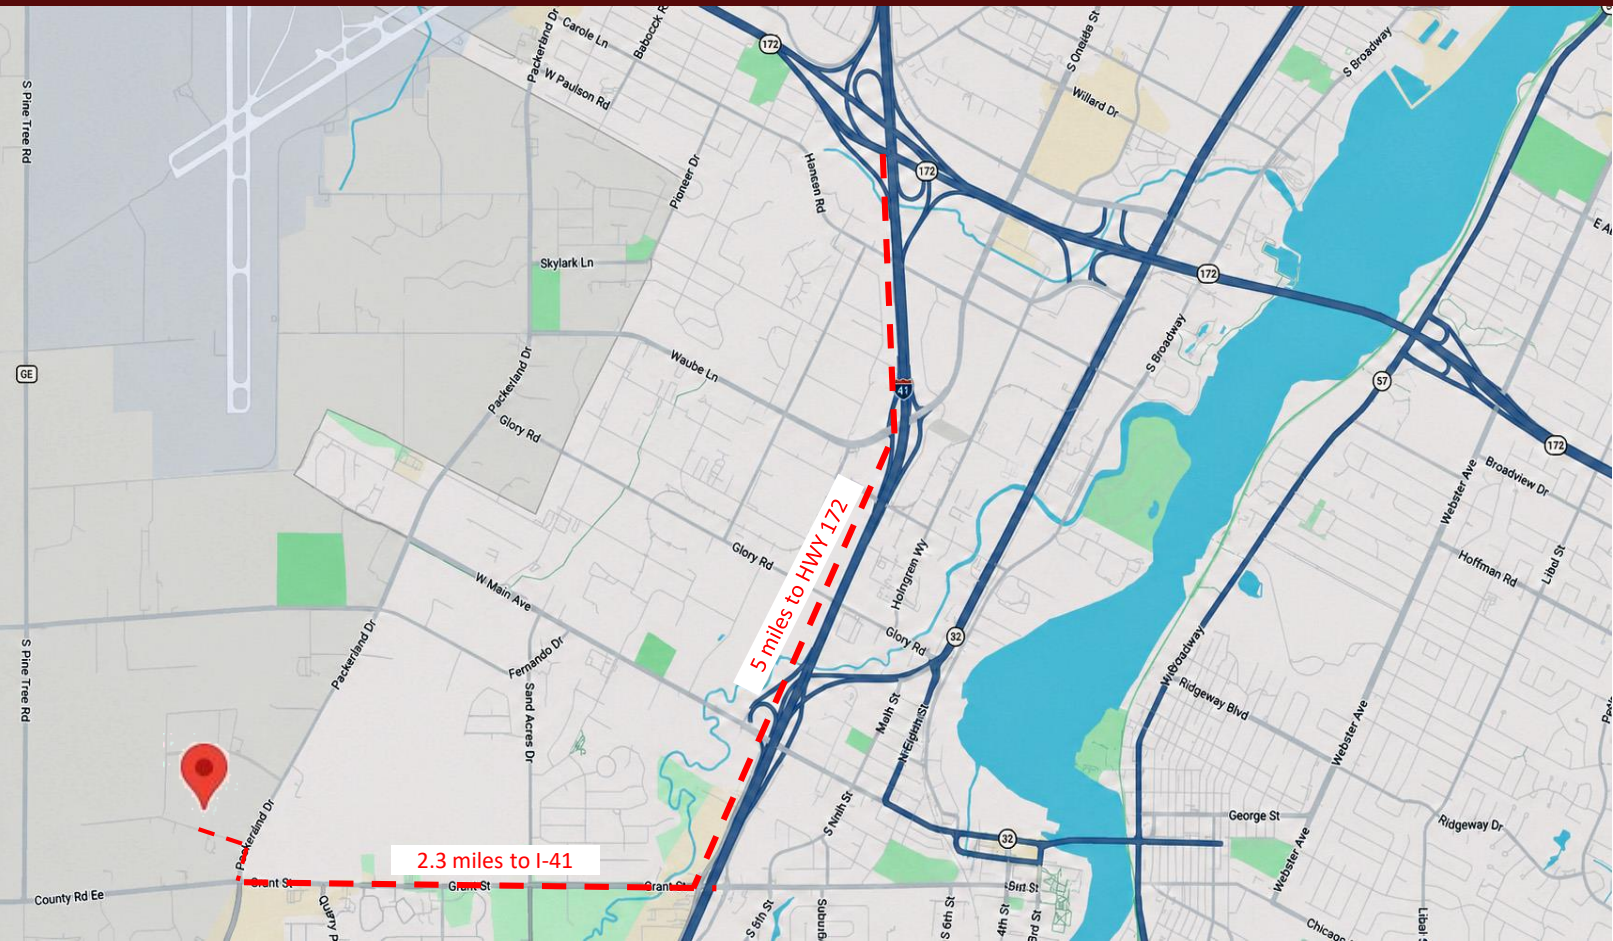 Packerland Dr
Carole Ln
Babcock R
W Paulson Rd
172
S Oneida St
S Broadway
Willard Dr
S Pine Tree Rd
Pioneer Dr
Hansen Rd
172
E A
Skylark Ln
172
S Broadway
GE
Packerland Dr
Waube Ln
41
57
Glory Rd
172
Webster Ave
Broadview Dr
5 miles to HWY 172
Glory Rd
Holmgren Wy
Hoffman Rd
Libal St
W Main Ave
Glory Rd
32
Packerland Dr
Fernando Dr
S Pine Tree Rd
Sand Acres Dr
Main St
N Eighth St
N Broadway
Ridgeway Blvd
Webster Ave
Packerland Dr
S Ninth St
George St
Ridgeway Dr
32
Webster Ave
2.3 miles to I-41
Grant St
Grant St
Grant St
County Rd Ee
Quarry P
S 8th St
Suburb
S 6th St
4th St
3rd St
Libal S
Chicago